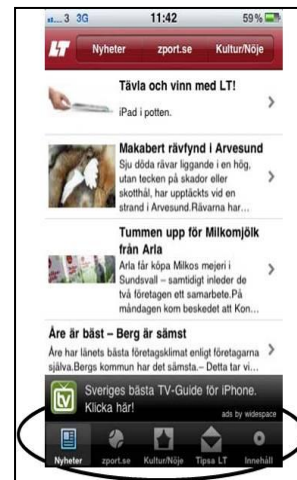 3 3G 11:42 59 %
LT Nyheter zport.se Kultur/Nöje
Tävla och vinn med LT!
iPad i potten.
Makabert rävfynd i Arvesund
Sju döda rävar liggande i en hög,
utan tecken på skador eller
skotthål, har upptäckts vid en
strand i Arvesund.Rävarna har...
Tummen upp för Milkomjölk
från Arla
Arla får köpa Milkos mejeri i
Sundsvall – samtidigt inleder de
två företagen ett samarbete.På
måndagen kom beskedet att Kon...
Åre är bäst – Berg är sämst
Åre har länets bästa företagsklimat enligt företagarna
själva.Bergs kommun har det sämsta.– Detta tar vi...
tv
Sveriges bästa TV-Guide för iPhone.
Klicka här!
ads by widespace
Nyheter zport.se Kultur/Nöje Tipsa LT Innehåll